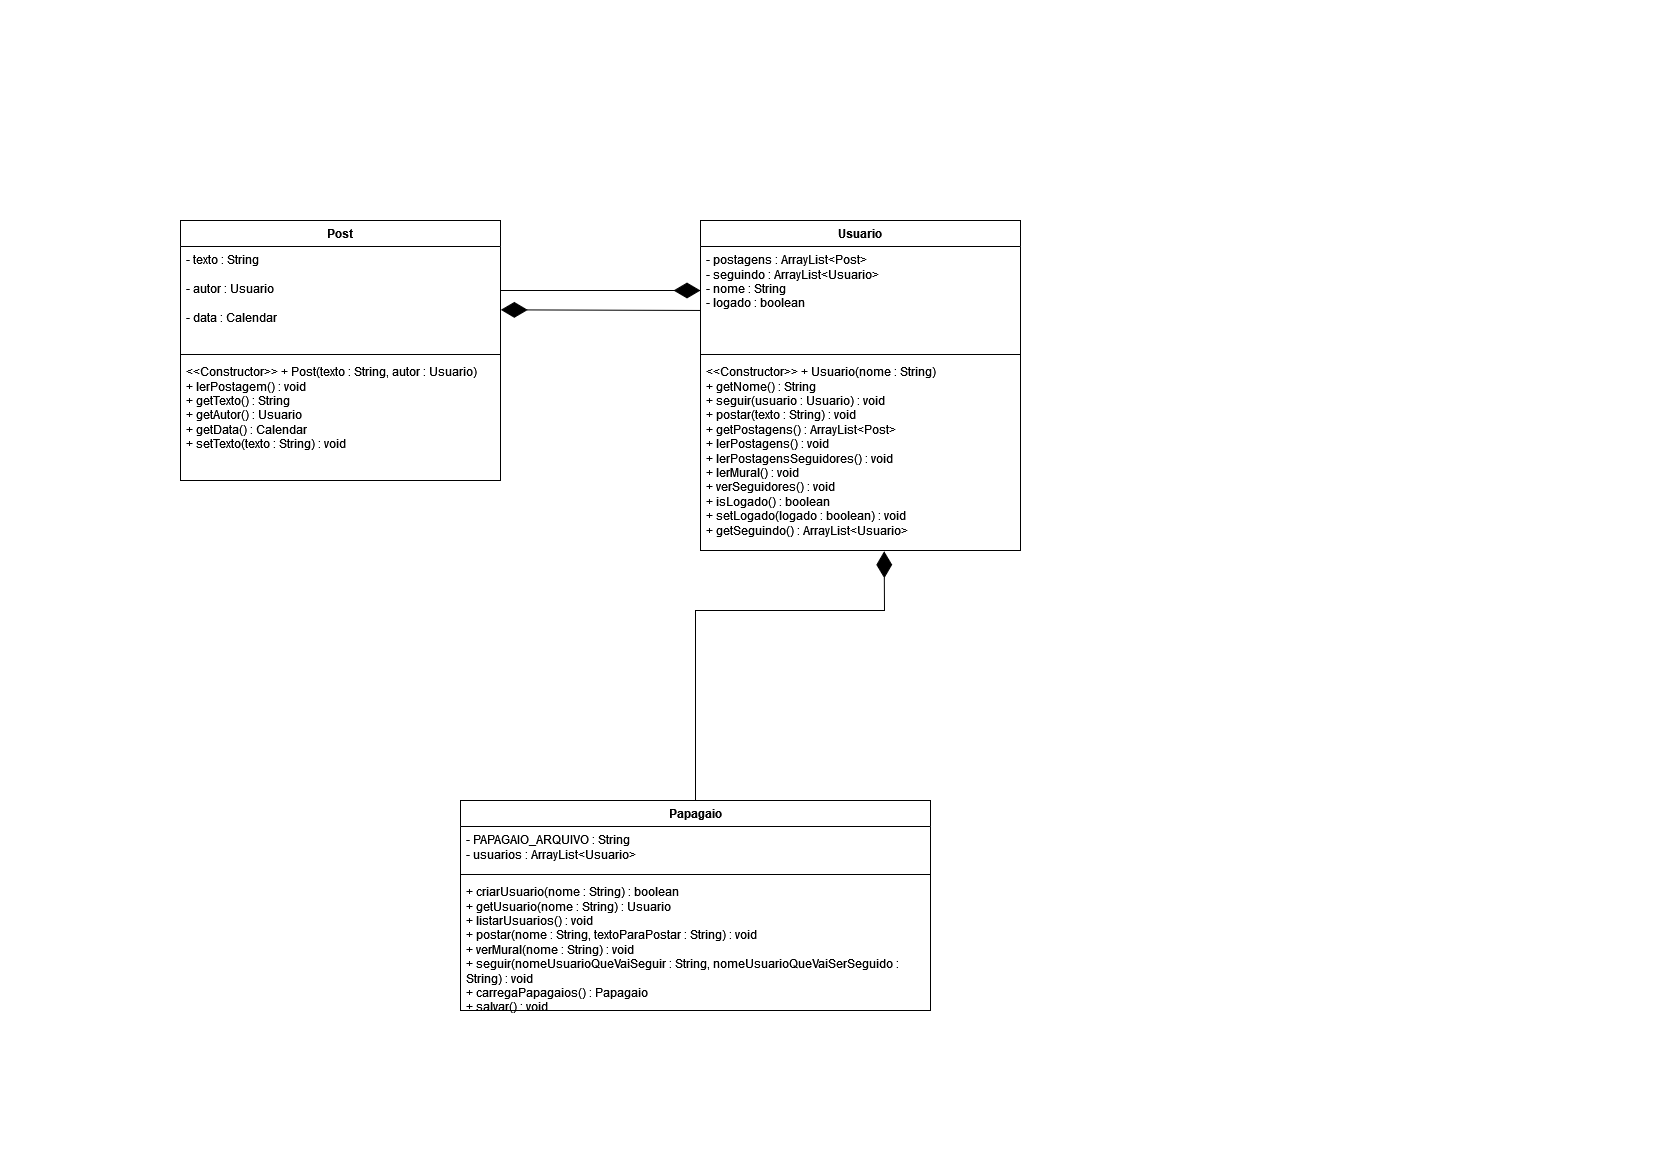 Post
- texto : String
- autor : Usuario
- data : Calendar
<<Constructor>> + Post(texto : String, autor : Usuario)
+ lerPostagem() : void
+ getTexto() : String
+ getAutor() : Usuario
+ getData() : Calendar
+ setTexto(texto : String) : void
Usuario
- postagens : ArrayList<Post>
- seguindo : ArrayList<Usuario>
- nome : String
- logado : boolean
<<Constructor>> + Usuario(nome : String)
+ getNome() : String
+ seguir(usuario : Usuario) : void
+ postar(texto : String) : void
+ getPostagens() : ArrayList<Post>
+ lerPostagens() : void
+ lerPostagensSeguidores() : void
+ lerMural() : void
+ verSeguidores() : void
+ isLogado() : boolean
+ setLogado(logado : boolean) : void
+ getSeguindo() : ArrayList<Usuario>
Papagaio
- PAPAGAIO_ARQUIVO : String
- usuarios : ArrayList<Usuario>
+ criarUsuario(nome : String) : boolean
+ getUsuario(nome : String) : Usuario
+ listarUsuarios() : void
+ postar(nome : String, textoParaPostar : String) : void
+ verMural(nome : String) : void
+ seguir(nomeUsuarioQueVaiSeguir : String, nomeUsuarioQueVaiSerSeguido :
String) : void
+ carregaPapagaios() : Papagaio
+ salvar() : void